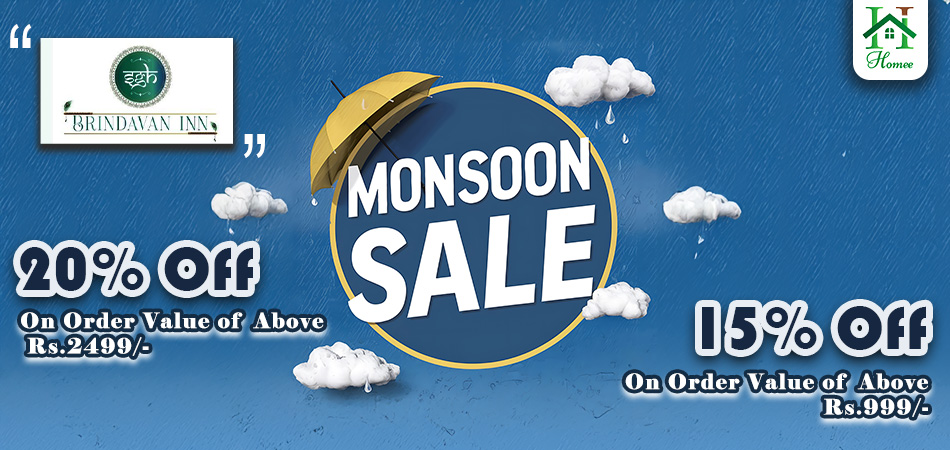 “
sgh
BRINDAVAN INN
”
H
Homee
MONSOON
SALE
20% Off
On Order Value of Above
Rs.2499/-
15% Off
On Order Value of Above
Rs.999/-